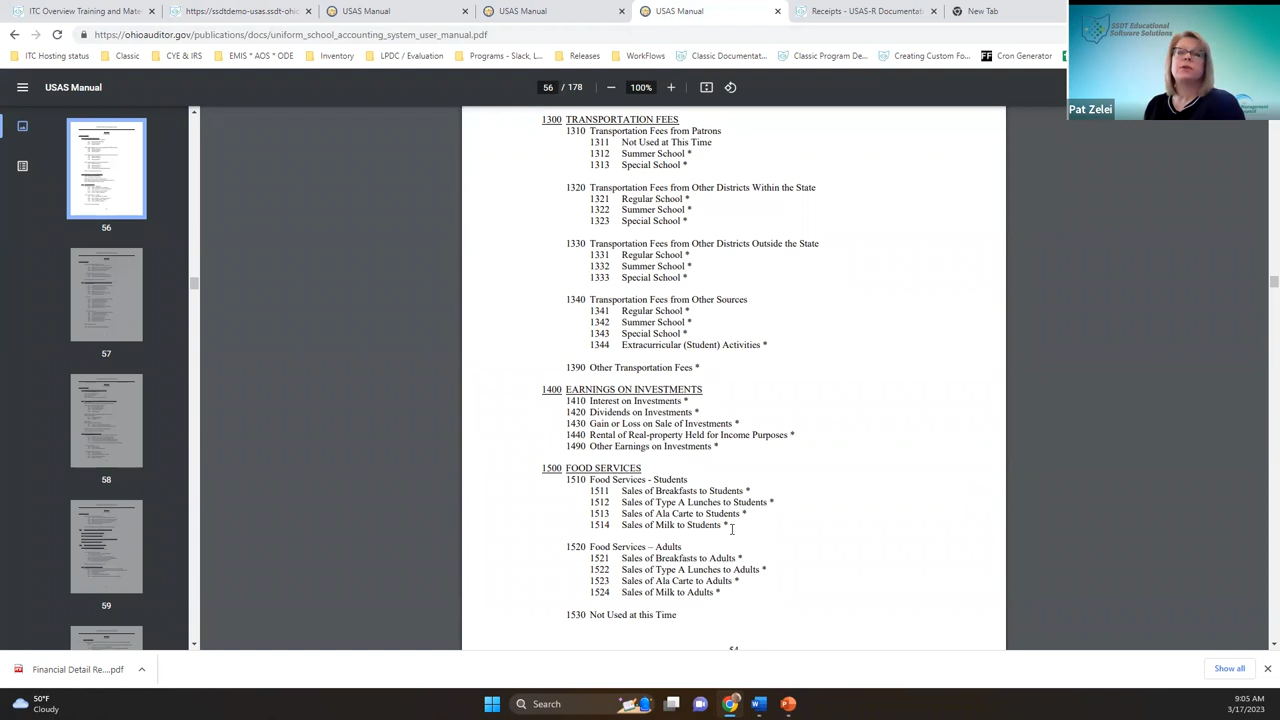 ITC Overview Training and Mate
https://ssdtdemo-usas.ssdt-ohic
USAS Manual
USAS Manual
USAS Manual
Receipts - USAS-R Documentati
New Tab
https://ohioauditor.gov/publications/docs/uniform_school_accounting_system_user_manual.pdf
ITC Hosting status
Classic
CYE & IRS
EMIS * AOS * ODE
Inventory
LPDC / Evaluation
Programs - Slack, L...
Releases
WorkFlows
Classic Documentat...
Classic Program De...
Creating Custom Fo...
Cron Generator
SSDT Educational
Software Solutions
Pat Zelei
USAS Manual
56 / 178
100%
56
57
58
59
1300 TRANSPORTATION FEES
1310 Transportation Fees from Patrons
1311 Not Used at This Time
1312 Summer School *
1313 Special School *
1320 Transportation Fees from Other Districts Within the State
1321 Regular School *
1322 Summer School *
1323 Special School *
1330 Transportation Fees from Other Districts Outside the State
1331 Regular School *
1332 Summer School *
1333 Special School *
1340 Transportation Fees from Other Sources
1341 Regular School *
1342 Summer School *
1343 Special School *
1344 Extracurricular (Student) Activities *
1390 Other Transportation Fees *
1400 EARNINGS ON INVESTMENTS
1410 Interest on Investments *
1420 Dividends on Investments *
1430 Gain or Loss on Sale of Investments *
1440 Rental of Real-property Held for Income Purposes *
1490 Other Earnings on Investments *
1500 FOOD SERVICES
1510 Food Services - Students
1511 Sales of Breakfasts to Students *
1512 Sales of Type A Lunches to Students *
1513 Sales of Ala Carte to Students *
1514 Sales of Milk to Students *
1520 Food Services – Adults
1521 Sales of Breakfasts to Adults *
1522 Sales of Type A Lunches to Adults *
1523 Sales of Ala Carte to Adults *
1524 Sales of Milk to Adults *
1530 Not Used at this Time
54
Financial Detail Re....pdf
Show all
50°F
Cloudy
Search
9:05 AM
3/17/2023